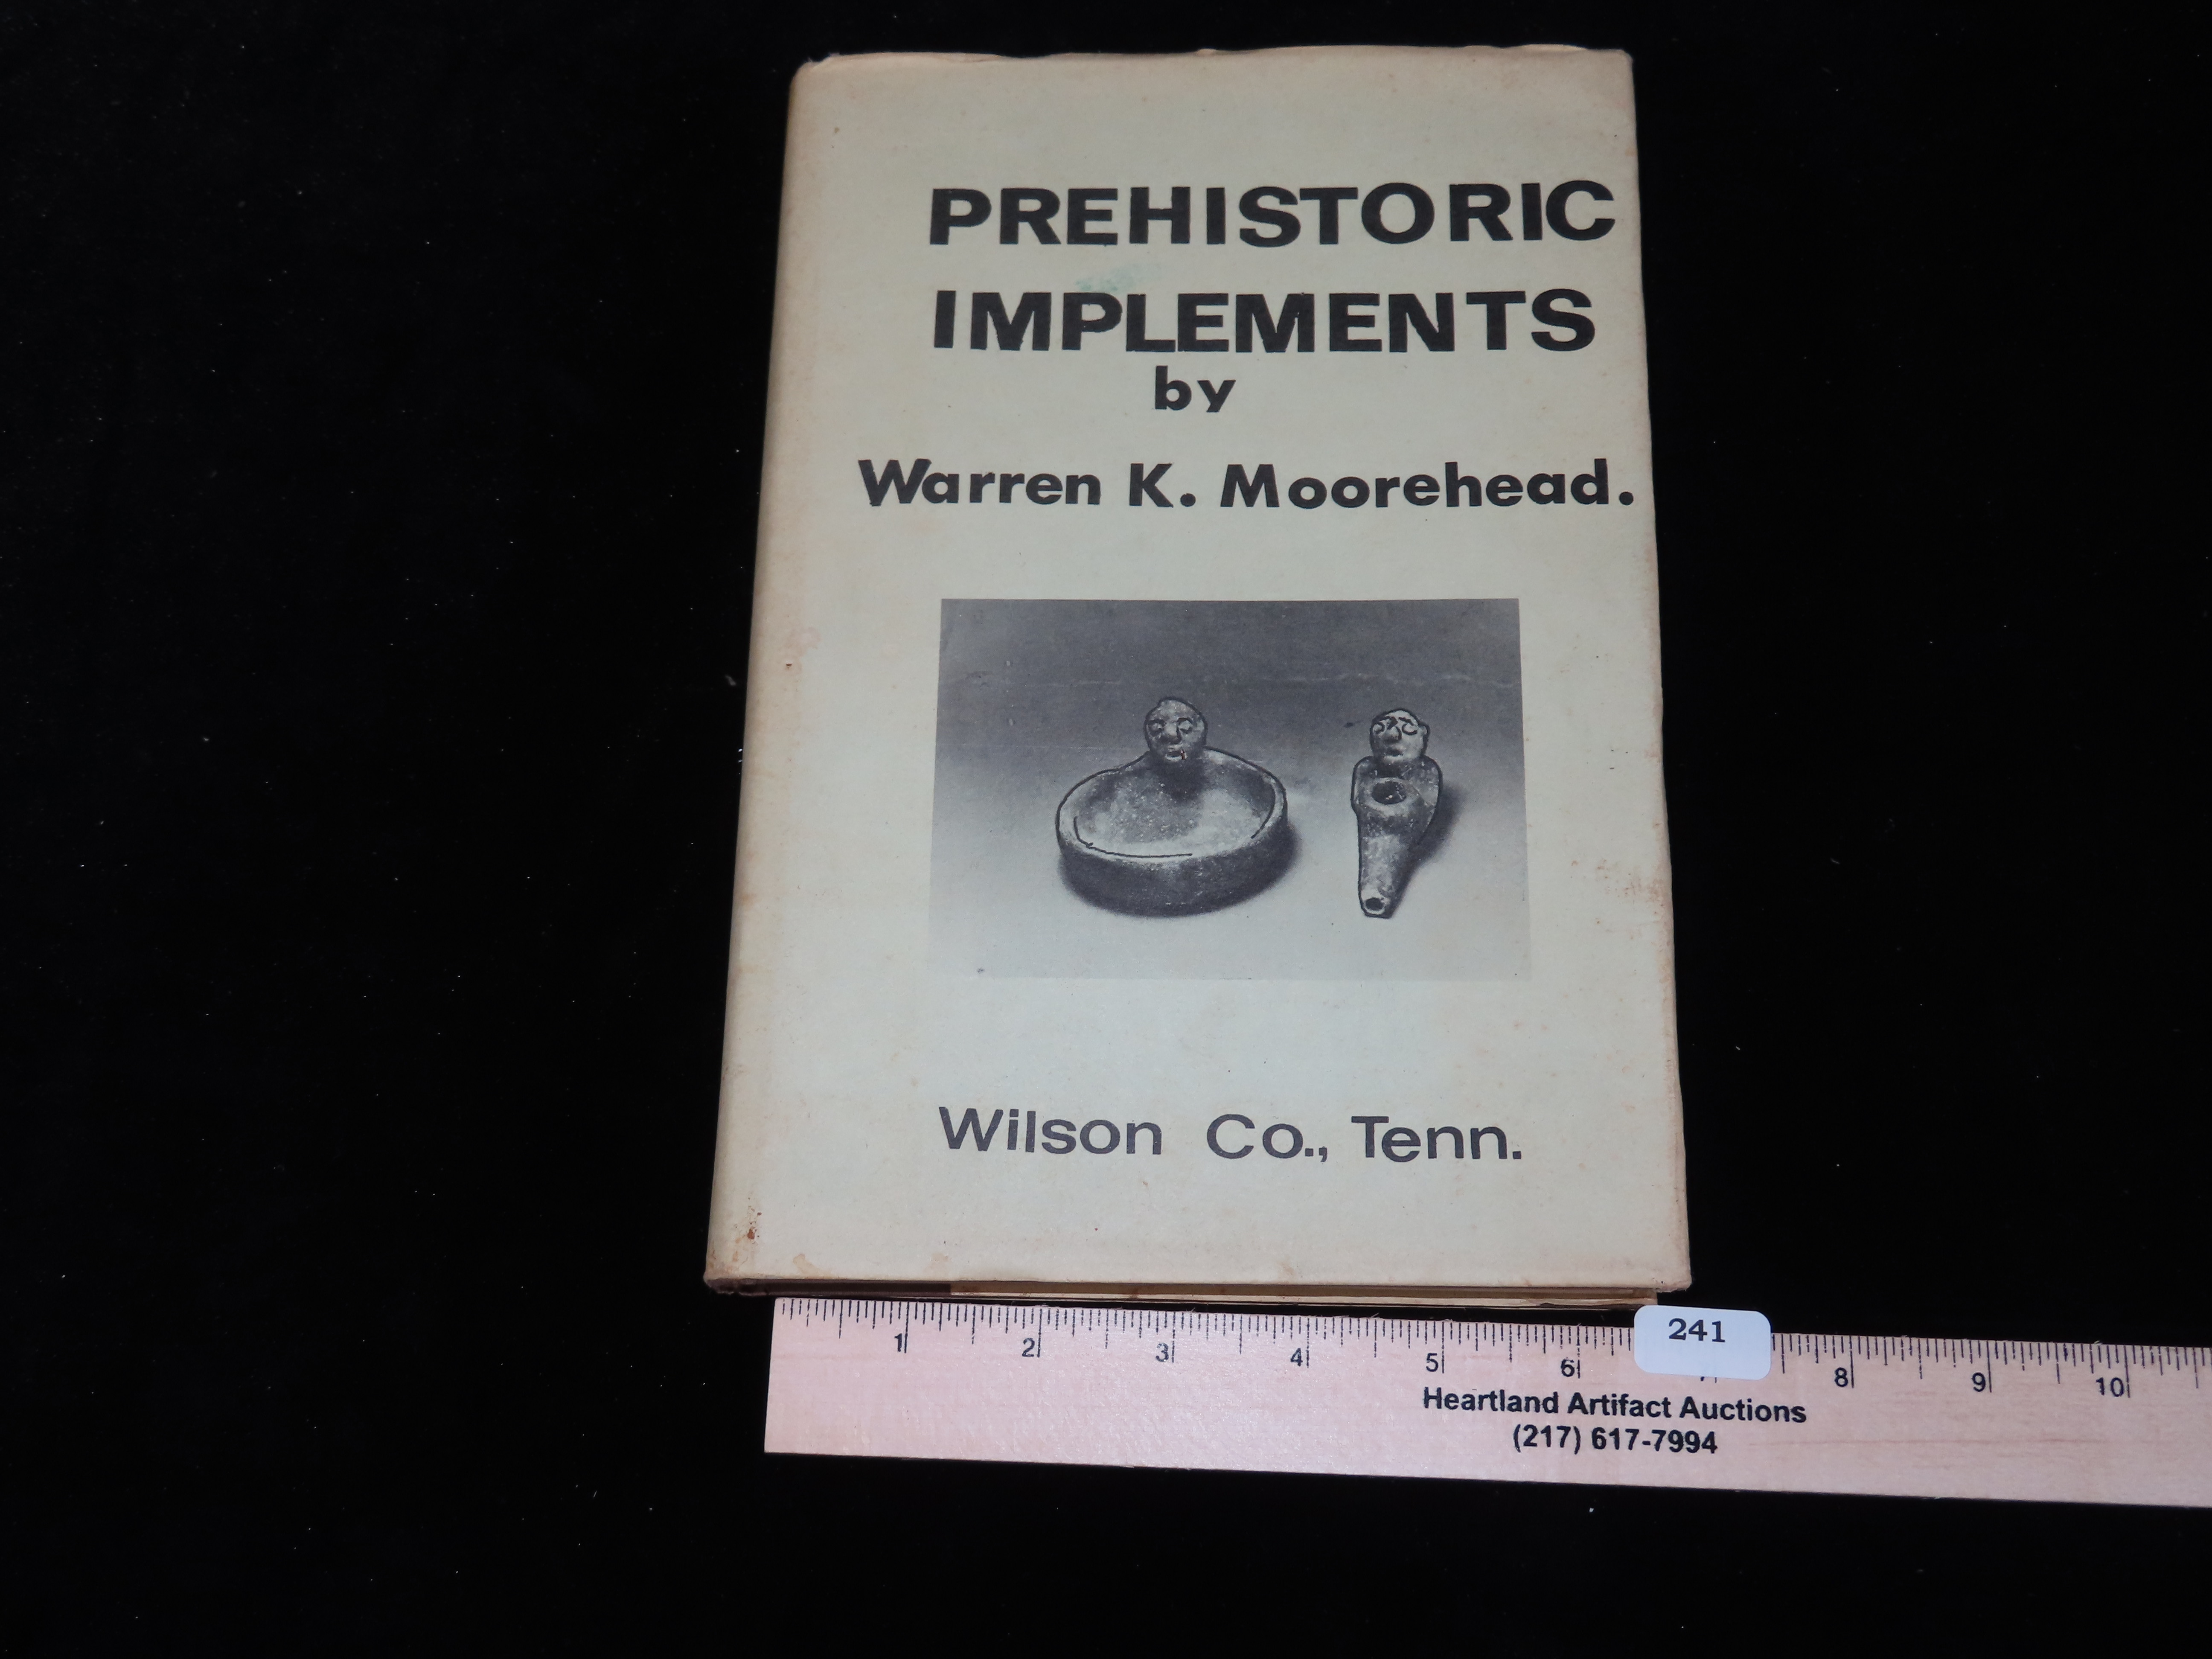 PREHISTORIC
IMPLEMENTS
by
Warren K. Moorehead.
Wilson Co., Tenn.
241
1 2 3 4 5 6 7 8 9 10
Heartland Artifact Auctions
(217) 617-7994